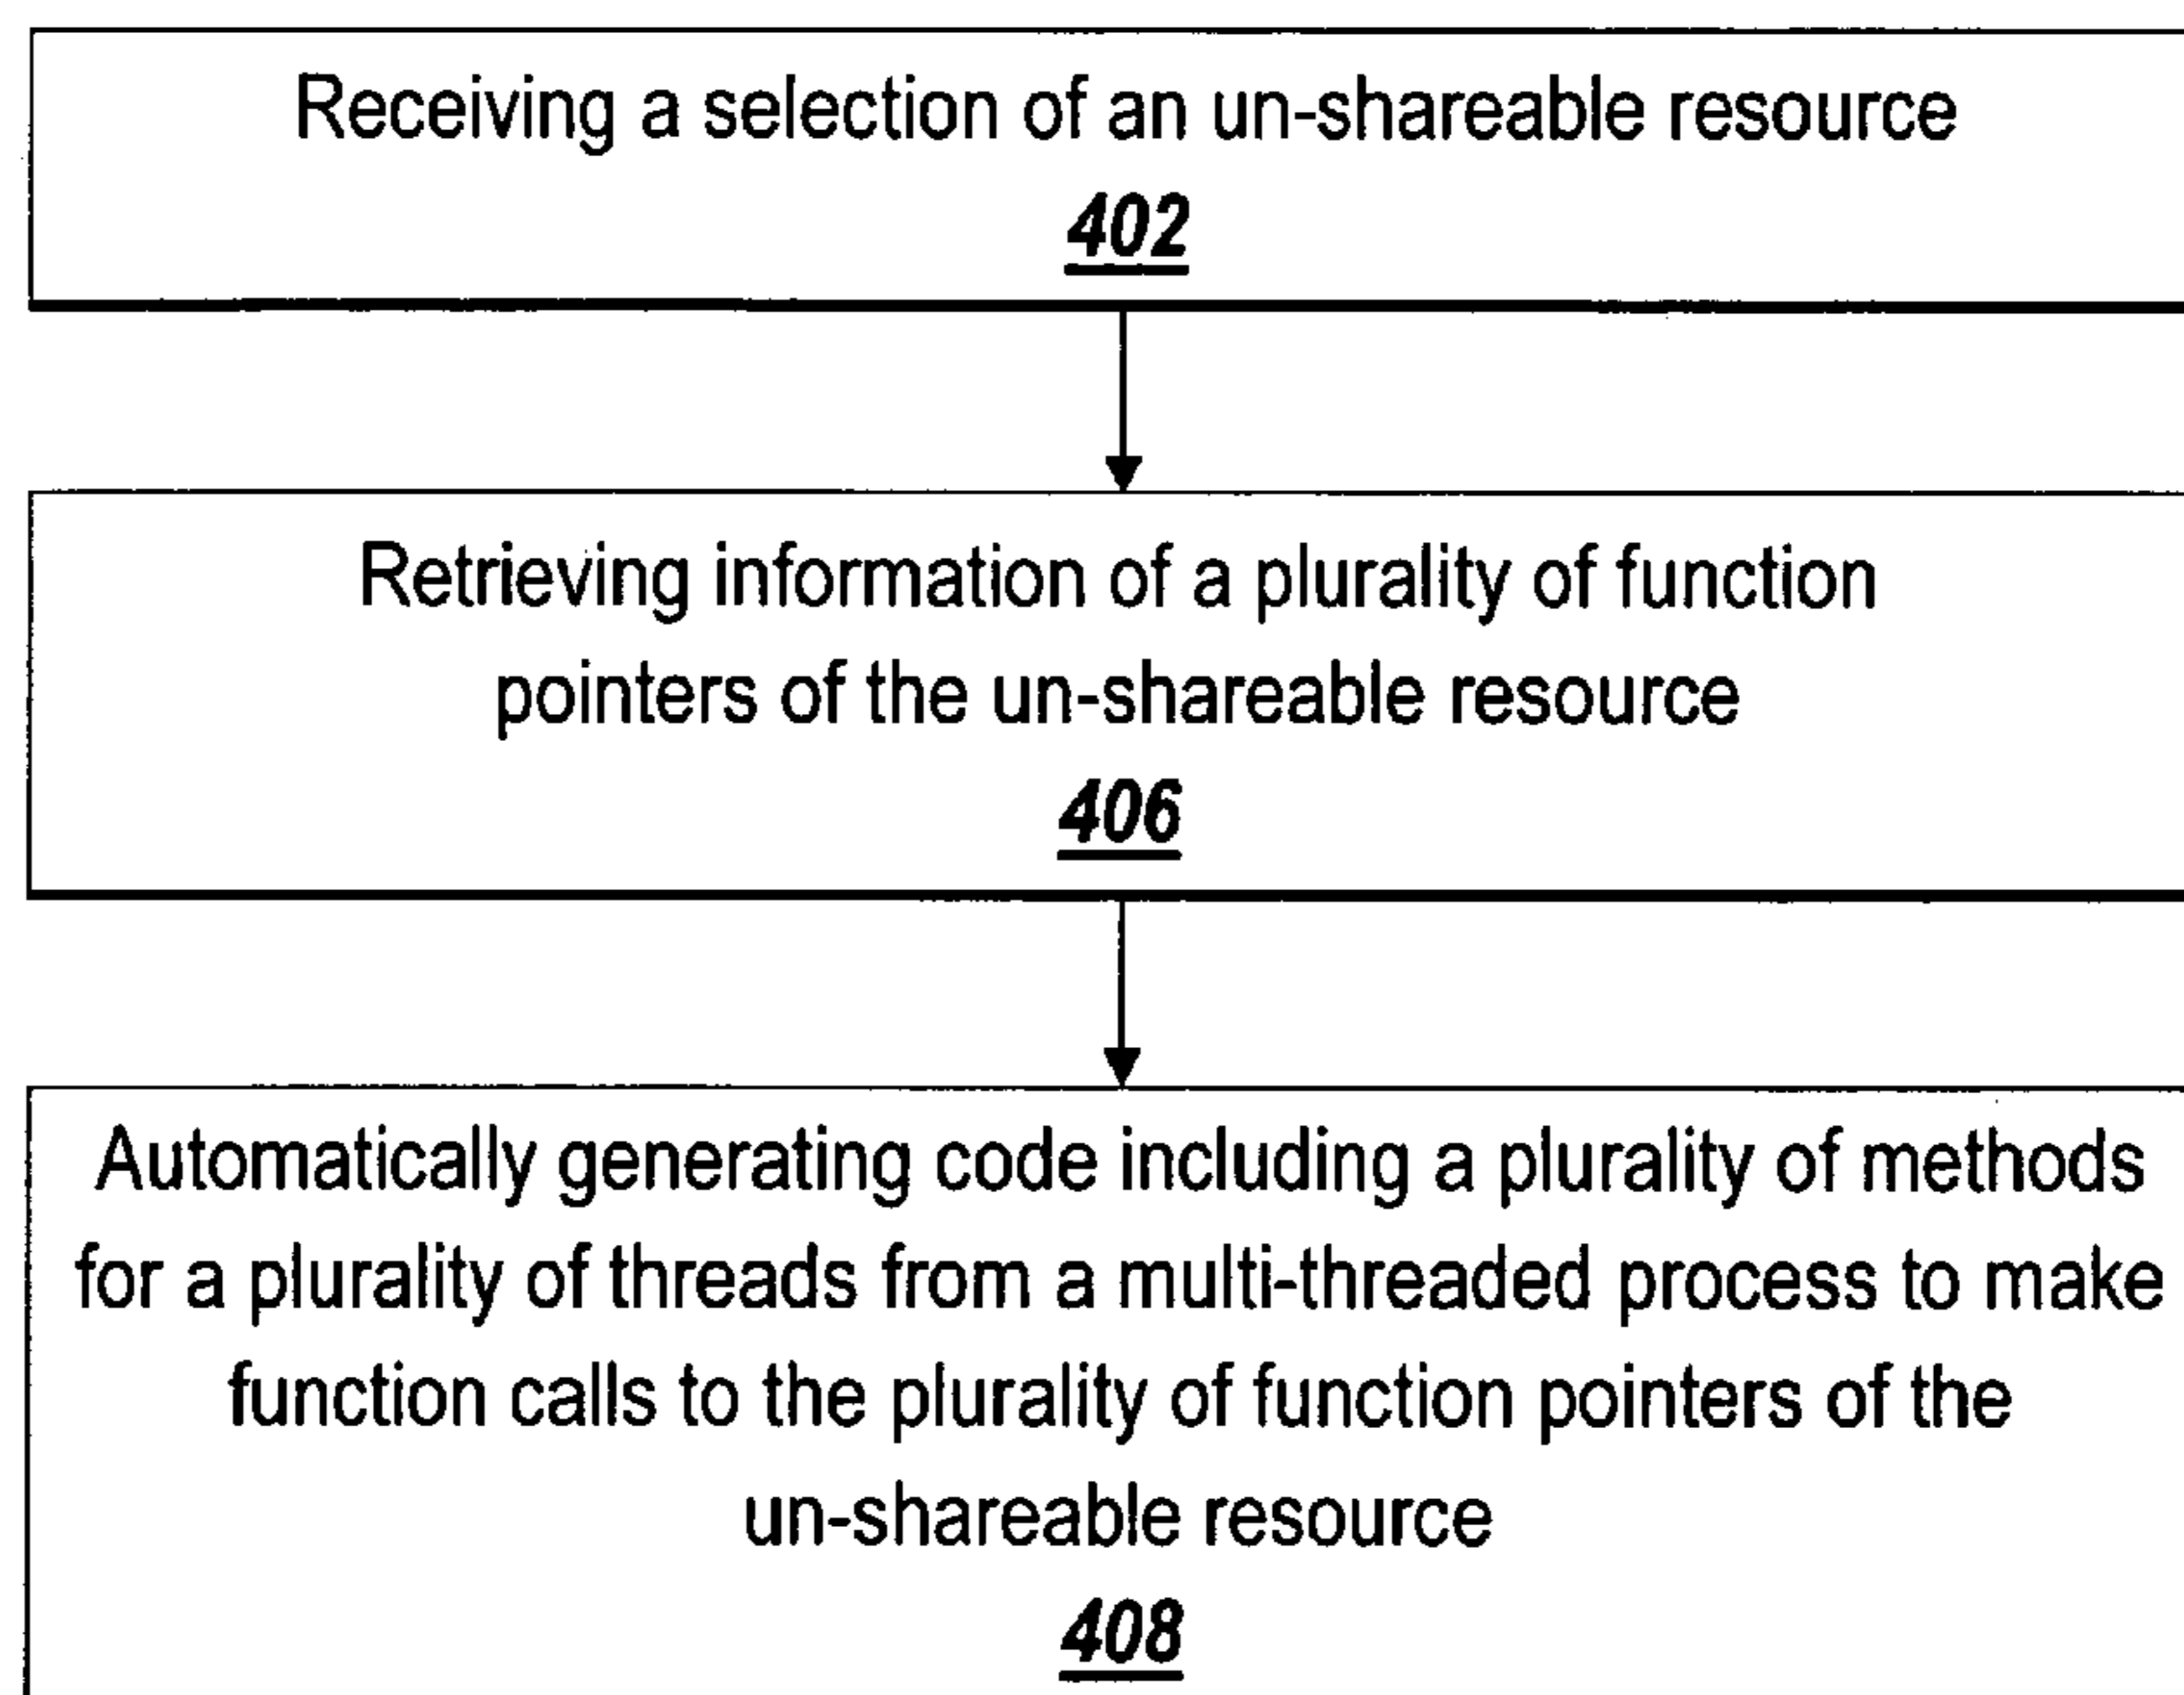 Receiving a selection of an un-shareable resource
402
Retrieving information of a plurality of function
pointers of the un-shareable resource
406
Automatically generating code including a plurality of methods
for a plurality of threads from a multi-threaded process to make
function calls to the plurality of function pointers of the
un-shareable resource
408